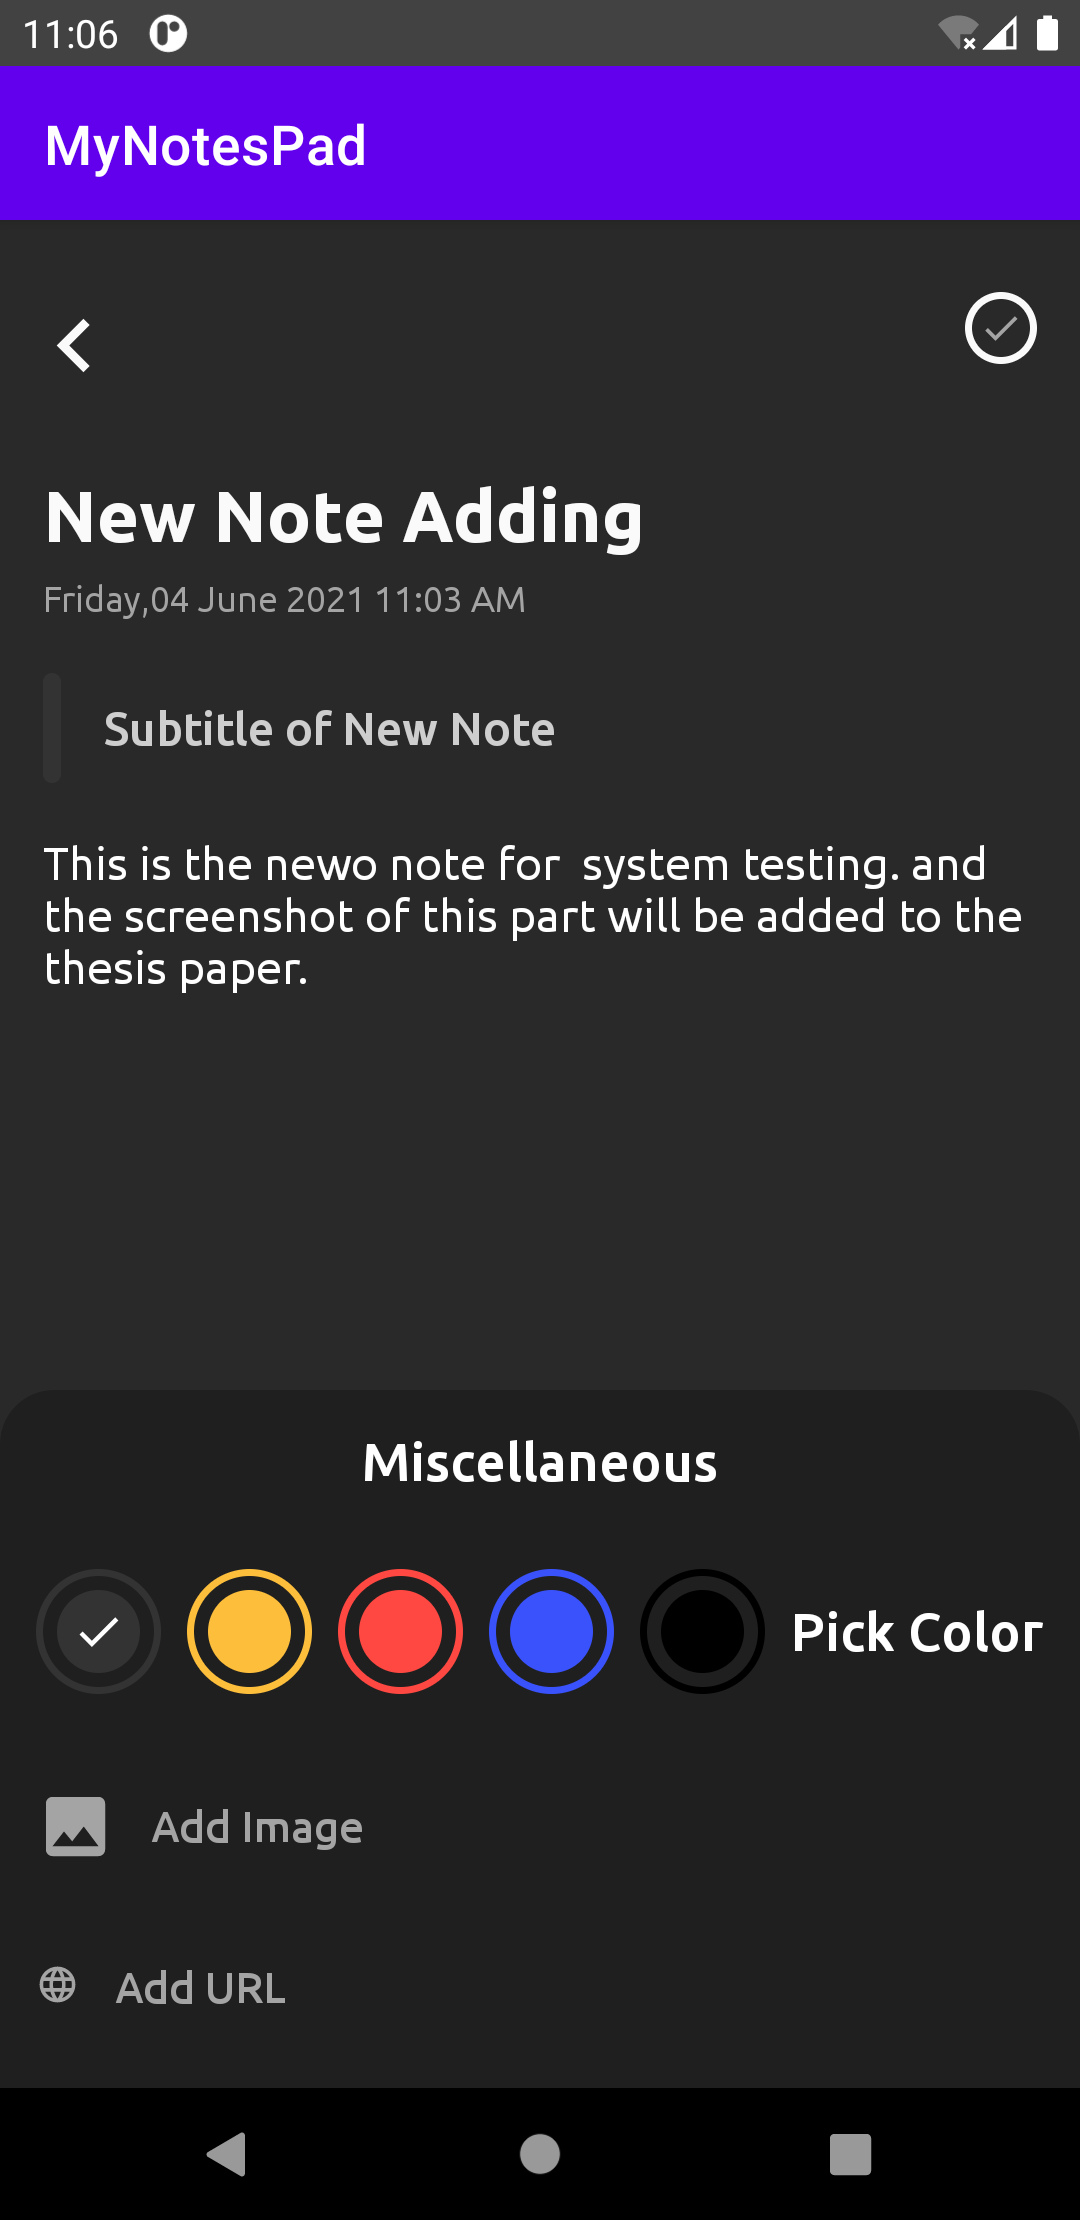 11:06
MyNotesPad
New Note Adding
Friday,04 June 2021 11:03 AM
Subtitle of New Note
This is the newo note for  system testing. and
the screenshot of this part will be added to the
thesis paper.
Miscellaneous
Pick Color
Add Image
Add URL